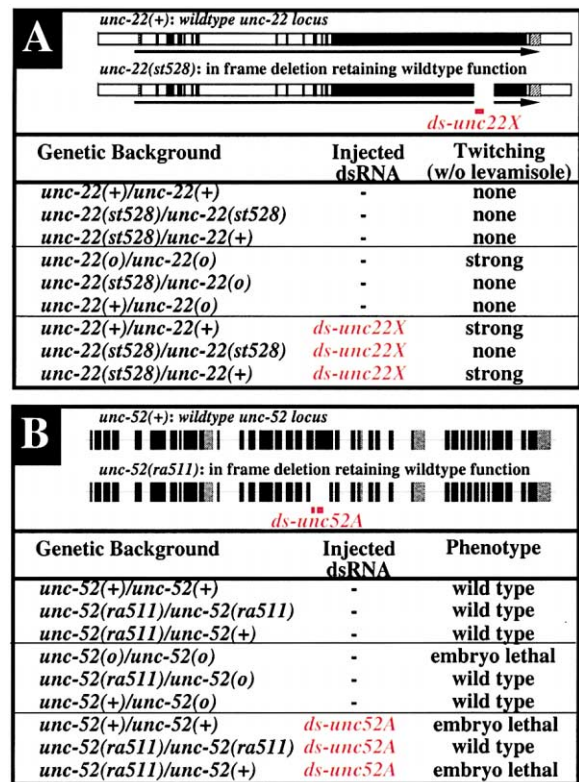 A
unc-22(+): wildtype unc-22 locus
unc-22(st528): in frame deletion retaining wildtype function
ds-unc22X
Genetic Background Injected dsRNA Twitching (w/o levamisole)
unc-22(+)/unc-22(+) - none
unc-22(st528)/unc-22(st528) - none
unc-22(st528)/unc-22(+) - none
unc-22(o)/unc-22(o) - strong
unc-22(st528)/unc-22(o) - none
unc-22(+)/unc-22(o) - none
unc-22(+)/unc-22(+) ds-unc22X strong
unc-22(st528)/unc-22(st528) ds-unc22X none
unc-22(st528)/unc-22(+) ds-unc22X strong
B
unc-52(+): wildtype unc-52 locus
unc-52(ra511): in frame deletion retaining wildtype function
ds-unc52A
Genetic Background Injected dsRNA Phenotype
unc-52(+)/unc-52(+) - wild type
unc-52(ra511)/unc-52(ra511) - wild type
unc-52(ra511)/unc-52(+) - wild type
unc-52(o)/unc-52(o) - embryo lethal
unc-52(ra511)/unc-52(o) - wild type
unc-52(+)/unc-52(o) - wild type
unc-52(+)/unc-52(+) ds-unc52A embryo lethal
unc-52(ra511)/unc-52(ra511) ds-unc52A wild type
unc-52(ra511)/unc-52(+) ds-unc52A embryo lethal